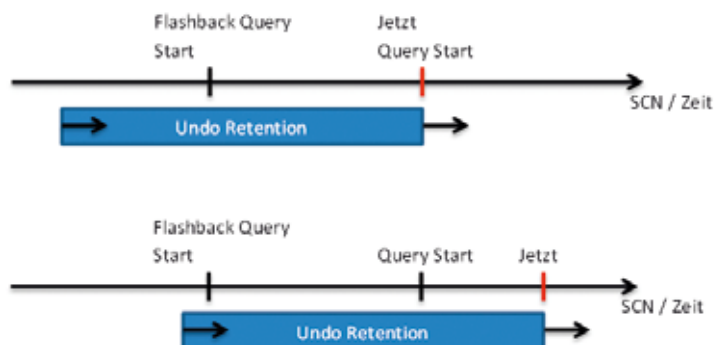 Flashback Query Jetzt
Start Query Start
SCN / Zeit
Undo Retention
Flashback Query
Start Query Start Jetzt
SCN / Zeit
Undo Retention